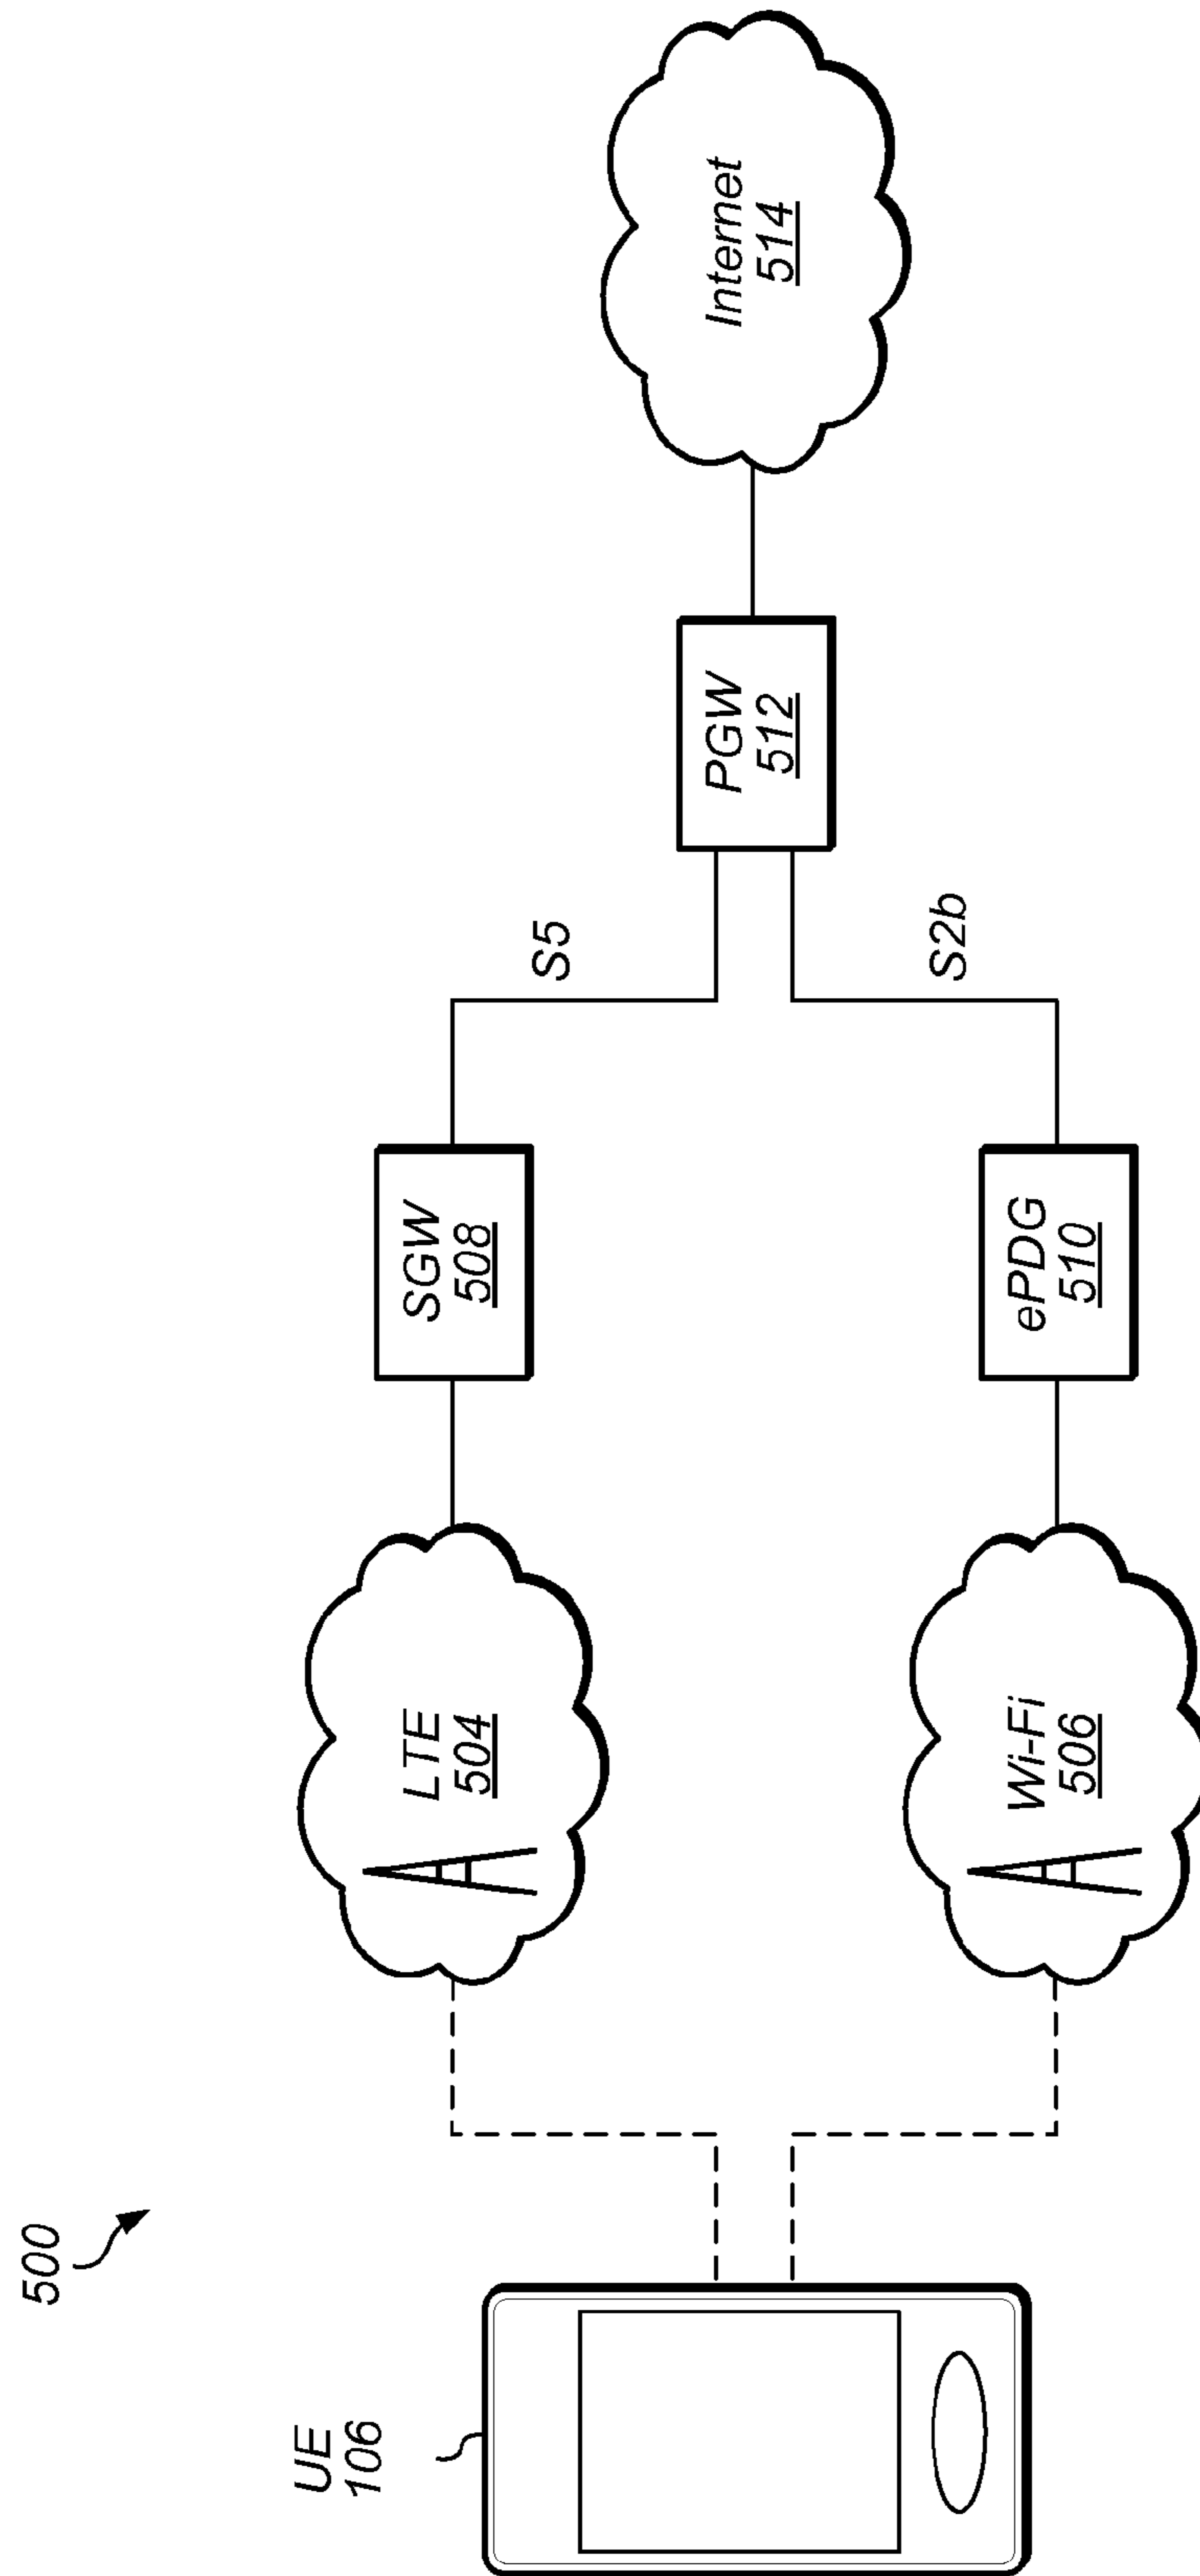 500
UE
106
LTE
504
Wi-Fi
506
SGW
508
ePDG
510
S5
S2b
PGW
512
Internet
514